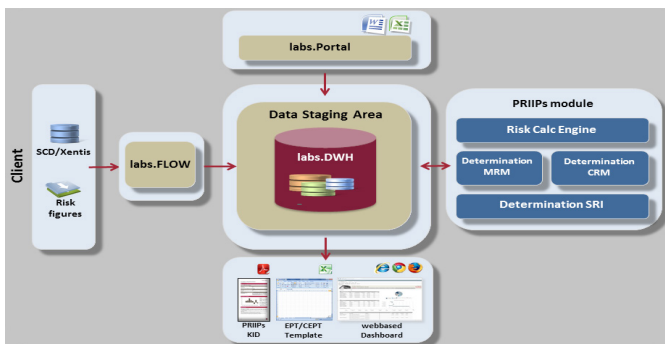 labs.Portal
Client
SCD/Xentis
Risk
figures
labs.FLOW
Data Staging Area
labs.DWH
PRIIPs module
Risk Calc Engine
Determination
MRM
Determination
CRM
Determination SRI
PRIIPs
KID
EPT/CEPT
Template
webbased
Dashboard